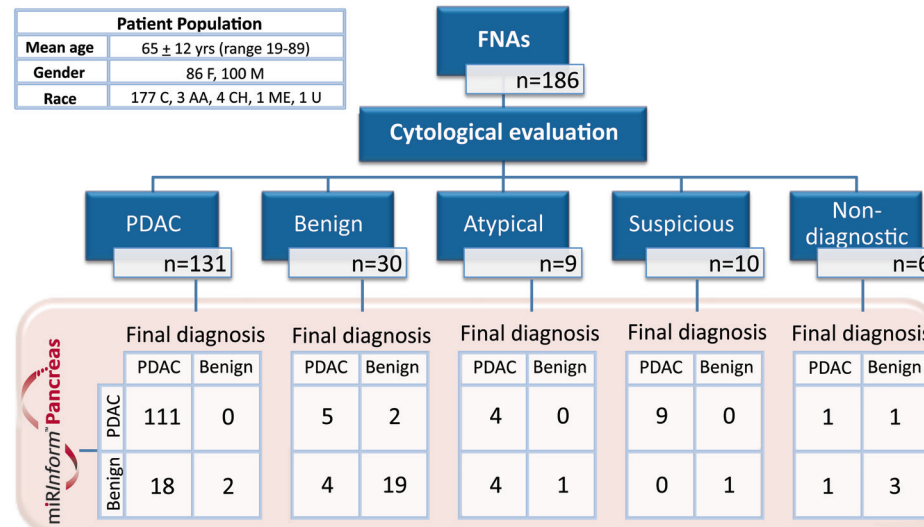 Patient Population
Mean age 65 ± 12 yrs (range 19-89)
Gender 86 F, 100 M
Race 177 C, 3 AA, 4 CH, 1 ME, 1 U
FNAs
n=186
Cytological evaluation
PDAC
n=131
Benign
n=30
Atypical
n=9
Suspicious
n=10
Non-
diagnostic
n=6
miRInform™ Pancreas
Final diagnosis
PDAC Benign
PDAC 111 0
Benign 18 2
Final diagnosis
PDAC Benign
5 2
4 19
Final diagnosis
PDAC Benign
4 0
4 1
Final diagnosis
PDAC Benign
9 0
0 1
Final diagnosis
PDAC Benign
1 1
1 3